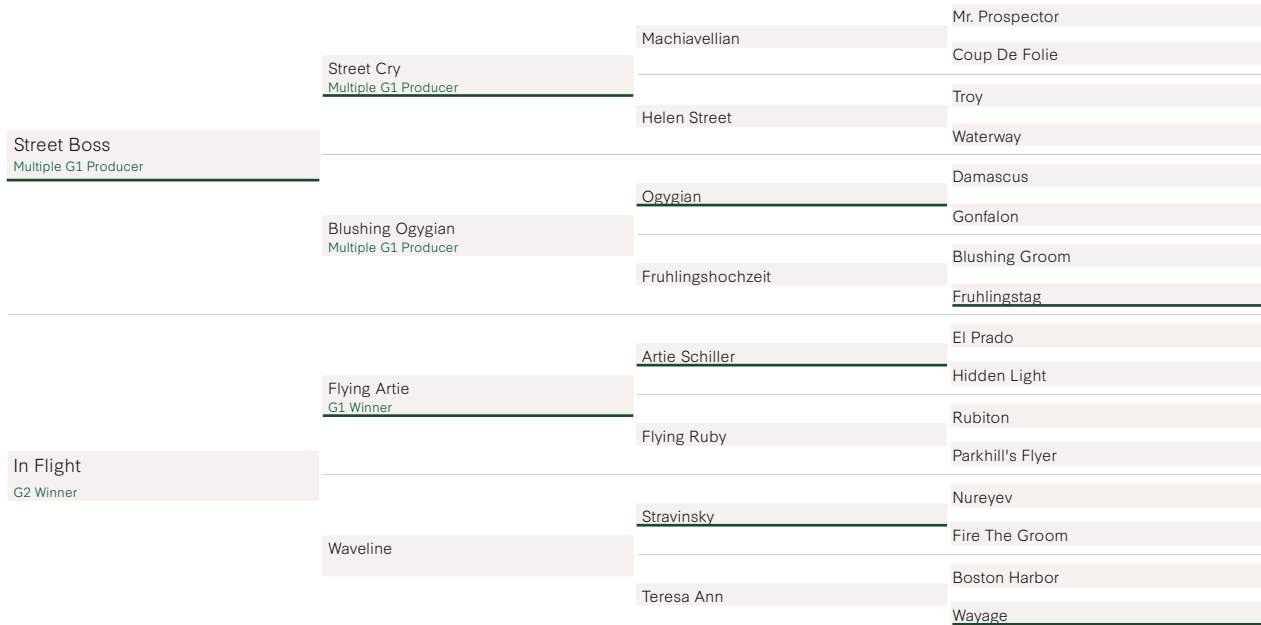 Mr. Prospector
Machiavellian
Coup De Folie
Street Cry
Multiple G1 Producer
Troy
Helen Street
Waterway
Street Boss
Multiple G1 Producer
Damascus
Ogygian
Gonfalon
Blushing Ogygian
Multiple G1 Producer
Blushing Groom
Fruhlingshochzeit
Fruhlingstag
El Prado
Artie Schiller
Hidden Light
Flying Artie
G1 Winner
Rubiton
Flying Ruby
Parkhill's Flyer
In Flight
G2 Winner
Nureyev
Stravinsky
Fire The Groom
Waveline
Boston Harbor
Teresa Ann
Wayage